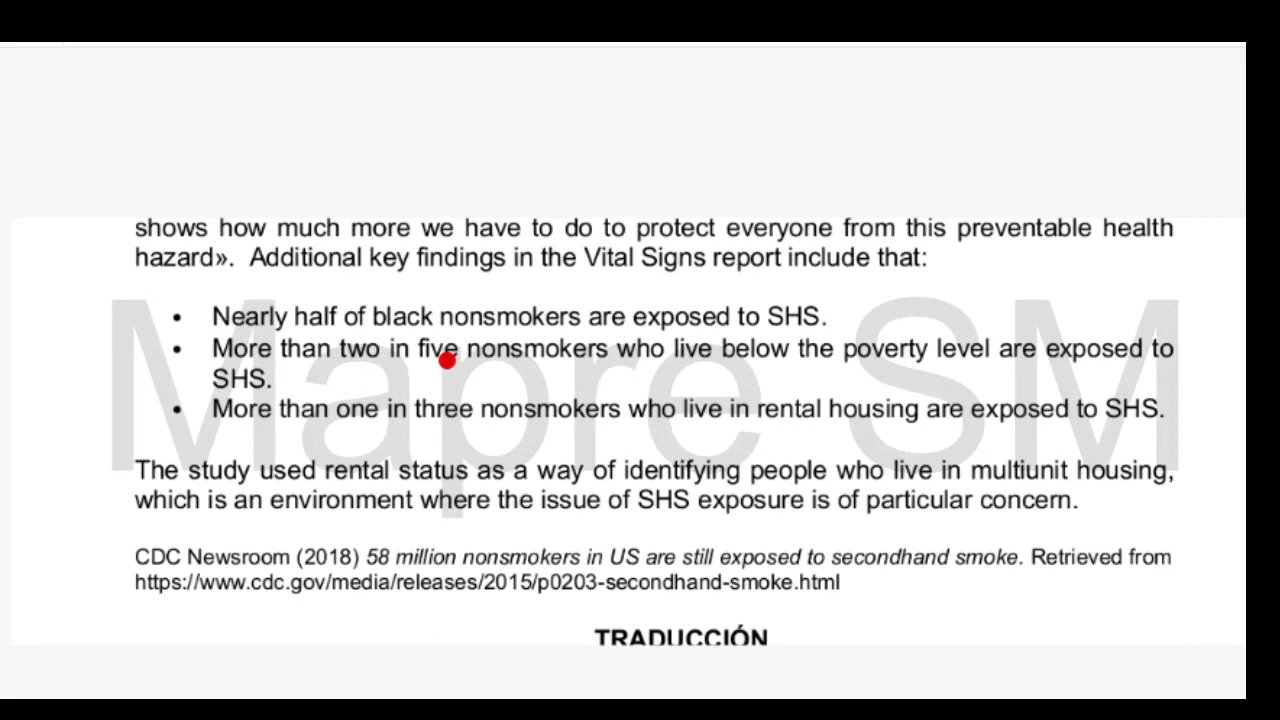 shows how much more we have to do to protect everyone from this preventable health
hazard». Additional key findings in the Vital Signs report include that:
• Nearly half of black nonsmokers are exposed to SHS.
• More than two in five nonsmokers who live below the poverty level are exposed to
SHS.
• More than one in three nonsmokers who live in rental housing are exposed to SHS.
Mapre SM
The study used rental status as a way of identifying people who live in multiunit housing,
which is an environment where the issue of SHS exposure is of particular concern.
CDC Newsroom (2018) 58 million nonsmokers in US are still exposed to secondhand smoke. Retrieved from
https://www.cdc.gov/media/releases/2015/p0203-secondhand-smoke.html
TRADUCCIÓN